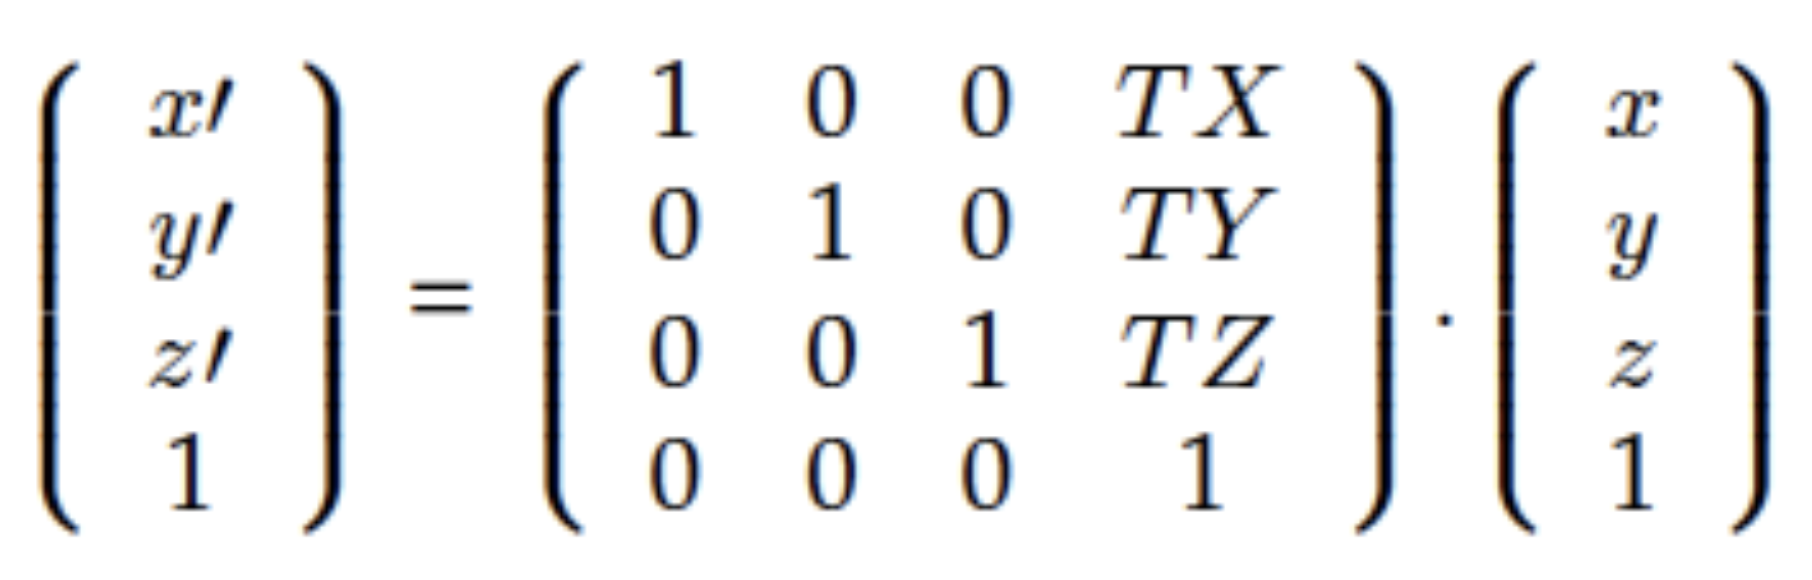 x′ 1 0 0 TX x
y′ 0 1 0 TY y
= ·
z′ 0 0 1 TZ z
1 0 0 0 1 1